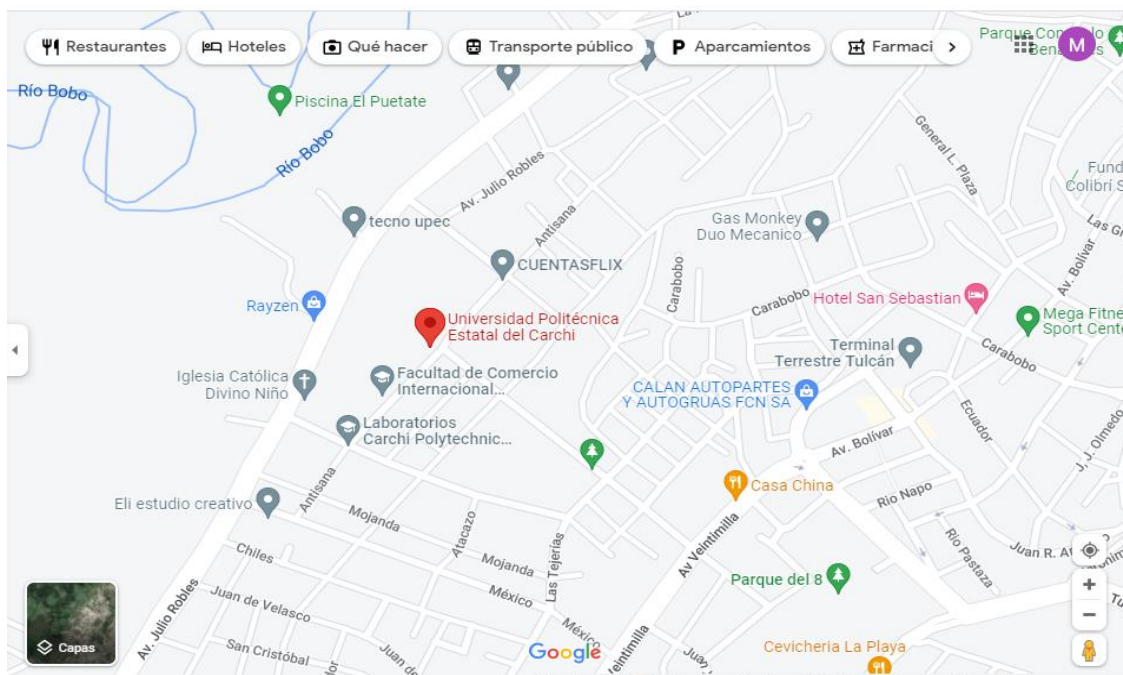 Restaurantes
Hoteles
Qué hacer
Transporte público
P Aparcamientos
Farmaci
M
Río Bobo
Piscina El Puetate
Río Bobo
Av. Julio Robles
tecno upec
Antisana
CUENTASFLIX
General L. Plaza
Gas Monkey
Duo Mecanico
Fund
Colibrí S
Las Gr
Av. Bolívar
Carabobo
Carabobo
Hotel San Sebastian
Mega Fitne
Sport Cente
Carabobo
Rayzen
Universidad Politécnica
Estatal del Carchi
Terminal
Terrestre Tulcán
Iglesia Católica
Divino Niño
Facultad de Comercio
Internacional...
CALAN AUTOPARTES
Y AUTOGRUAS FCN SA
Laboratorios
Carchi Polytechnic...
Ecuador
J. J. Olmedo
Av. Bolívar
Antisana
Eli estudio creativo
Casa China
Rio Napo
Mojanda
Atacazo
Mojanda
Las Tejerías
Av Veintimilla
Rio Pastaza
Juan R. A
Chiles
Parque del 8
México
Juan de Velasco
Av. Julio Robles
San Cristóbal
Juan de
México
Veintimilla
Juan
Cevicheria La Playa
Capas
Google